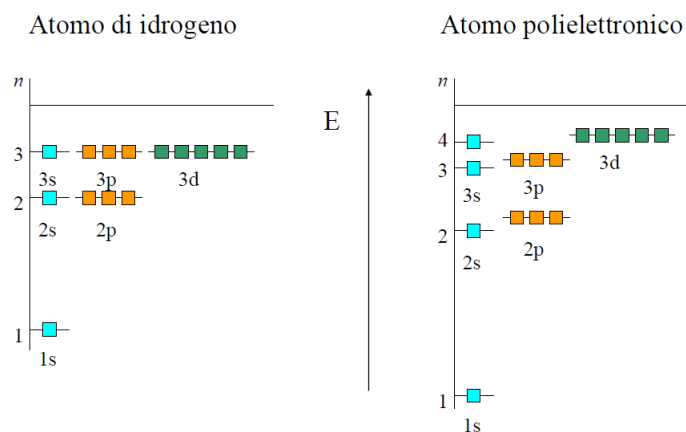 Atomo di idrogeno
n
3
3s 3p 3d
2
2s 2p
1
1s
E
Atomo polielettronico
n
4
3d
3
3s 3p
2
2s 2p
1
1s